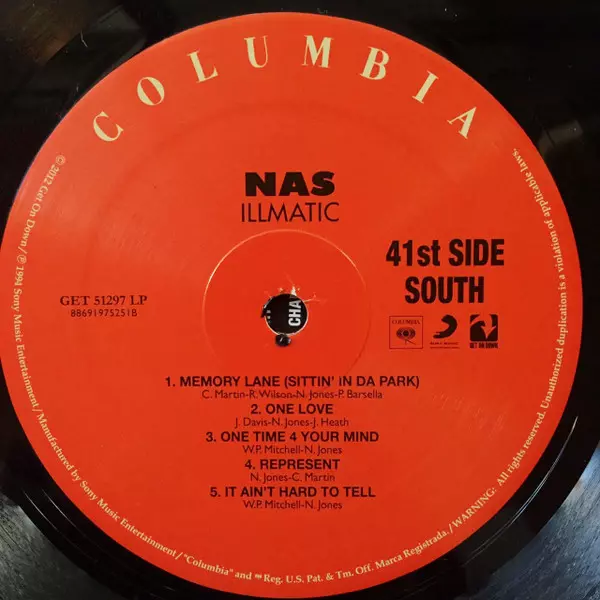 COLUMBIA
NAS
ILLMATIC
41st SIDE
SOUTH
GET 51297 LP
88691975251B
COLUMBIA
GET ON DOWN
CHA
1. MEMORY LANE (SITTIN' IN DA PARK)
C. Martin-R. Wilson-N. Jones-P. Barsella
2. ONE LOVE
J. Davis-N. Jones-J. Heath
3. ONE TIME 4 YOUR MIND
W.P. Mitchell-N. Jones
4. REPRESENT
N. Jones-C. Martin
5. IT AIN'T HARD TO TELL
W.P. Mitchell-N. Jones
© 2012 Get On Down / ℗ 1994 Sony Music Entertainment / Manufactured by Sony Music Entertainment / "Columbia" and Reg. U.S. Pat. & Tm. Off. Marca Registrada. / WARNING: All rights reserved. Unauthorized duplication is a violation of applicable laws.